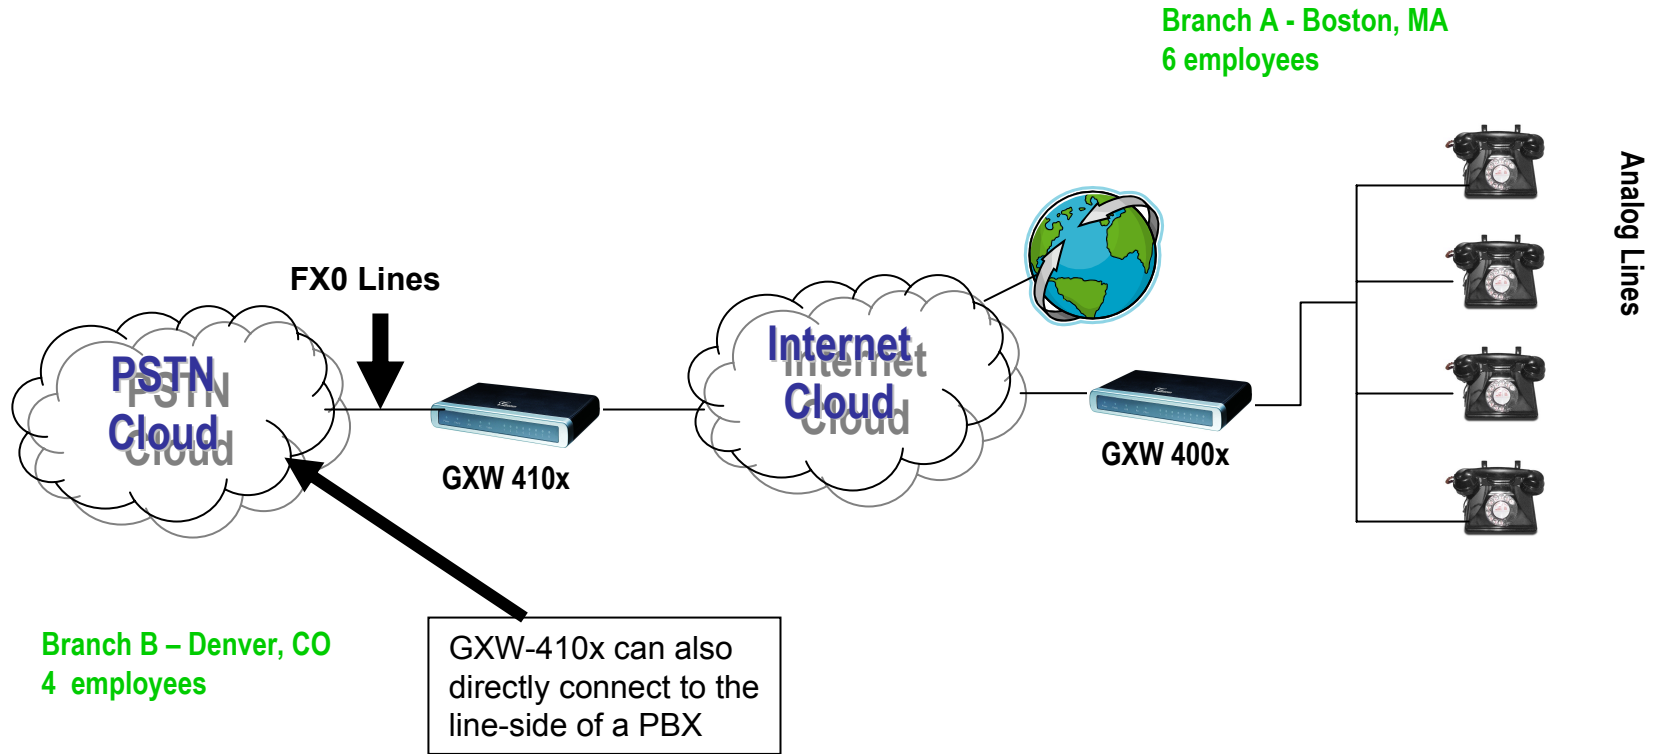 Branch A - Boston, MA
6 employees
Analog Lines
FX0 Lines
PSTN
Cloud
Internet
Cloud
GXW 410x
GXW 400x
Branch B – Denver, CO
4 employees
GXW-410x can also
directly connect to the
line-side of a PBX